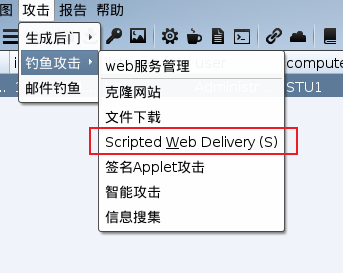 图 攻击 报告 帮助
生成后门
钓鱼攻击
邮件钓鱼
web服务管理
克隆网站
文件下载
Scripted Web Delivery (S)
签名Applet攻击
智能攻击
信息搜集
user
compute
STU1